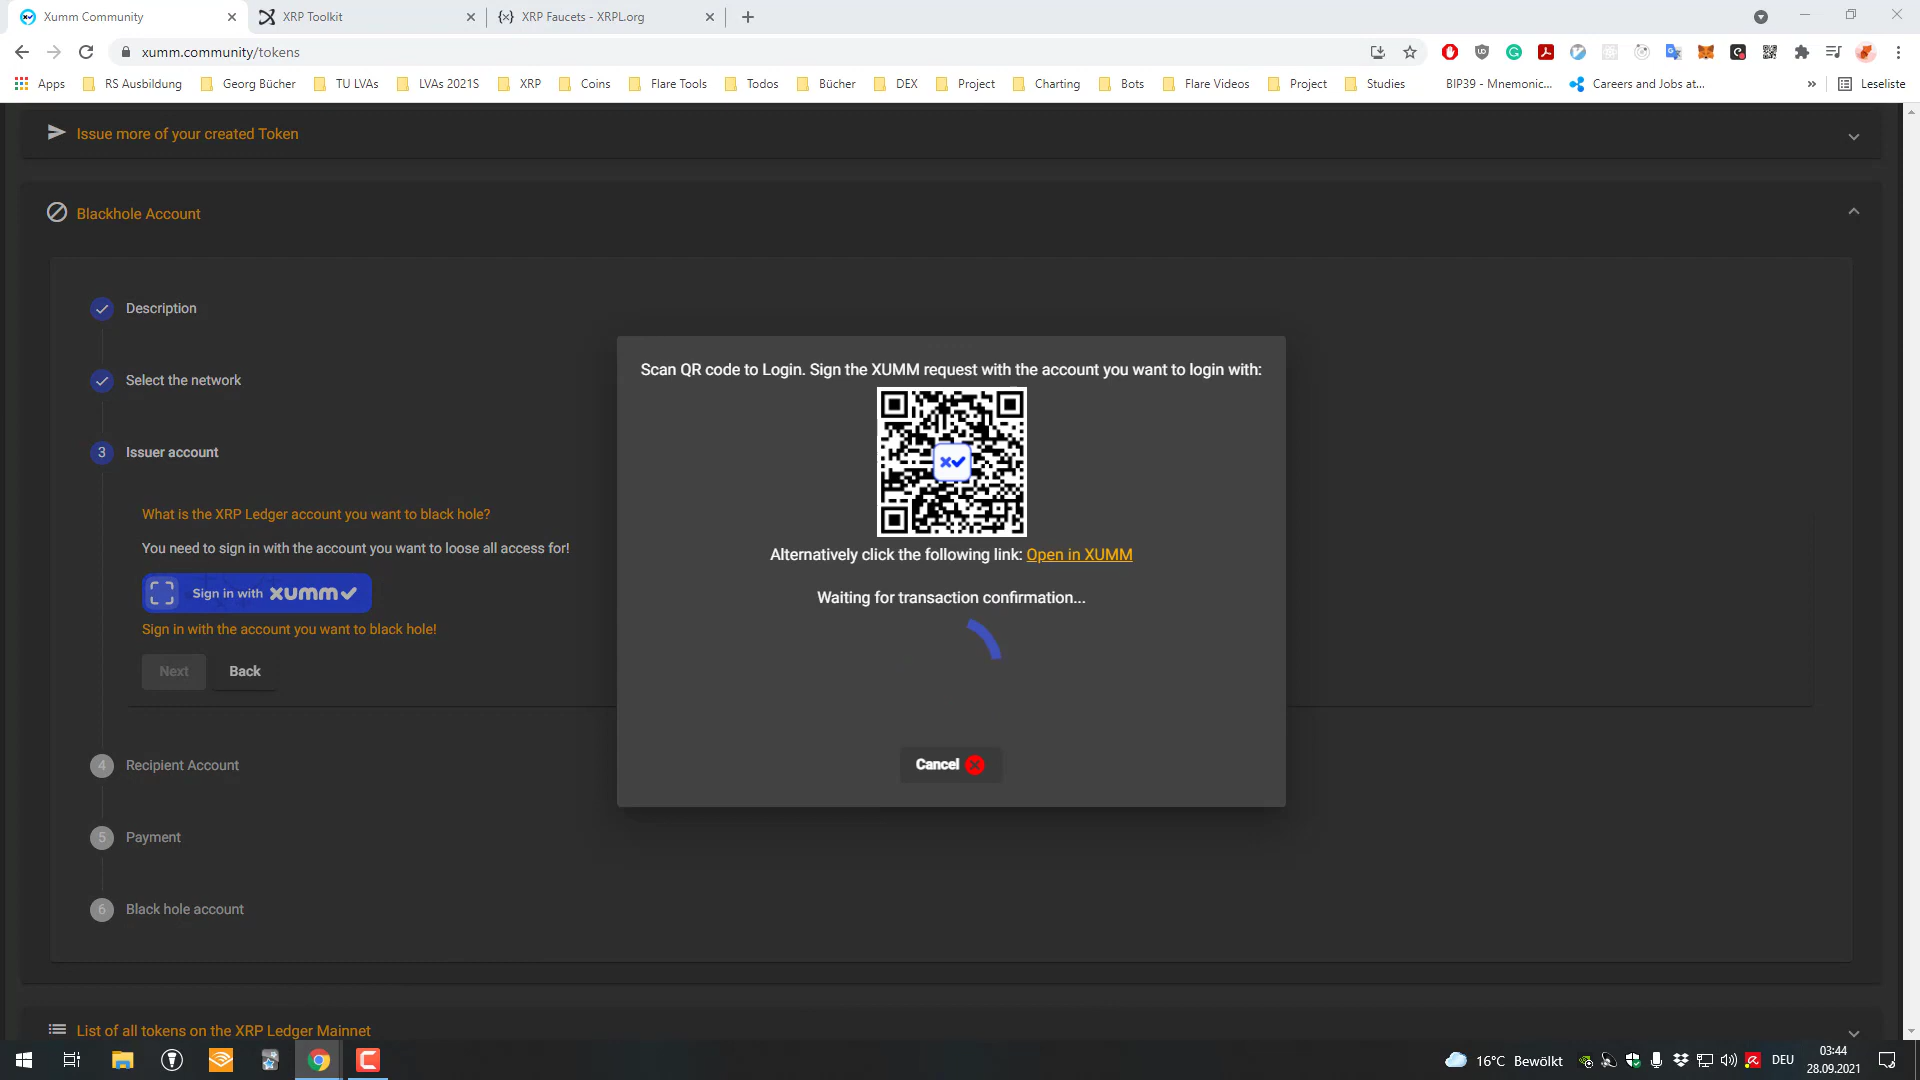 Xumm Community
XRP Toolkit
XRP Faucets - XRPL.org
xumm.community/tokens
Apps
RS Ausbildung
Georg Bücher
TU LVAs
LVAs 2021S
XRP
Coins
Flare Tools
Todos
Bücher
DEX
Project
Charting
Bots
Flare Videos
Project
Studies
BIP39 - Mnemonic...
Careers and Jobs at...
»
Leseliste
Issue more of your created Token
Blackhole Account
Description
Select the network
3 Issuer account
What is the XRP Ledger account you want to black hole?
You need to sign in with the account you want to loose all access for!
Sign in with xumm
Sign in with the account you want to black hole!
Next
Back
4 Recipient Account
5 Payment
6 Black hole account
Scan QR code to Login. Sign the XUMM request with the account you want to login with:
Alternatively click the following link: Open in XUMM
Waiting for transaction confirmation...
Cancel
List of all tokens on the XRP Ledger Mainnet
16°C Bewölkt
DEU
03:44
28.09.2021